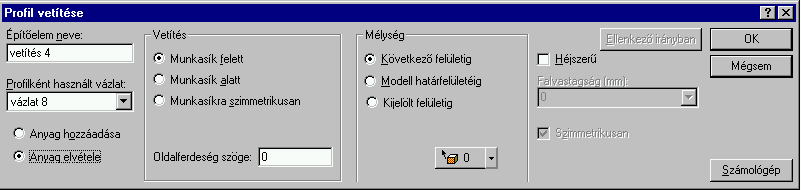 Profil vetítése
Építőelem neve:
vetítés 4
Profilként használt vázlat:
vázlat 8
Anyag hozzáadása
Anyag elvétele
Vetítés
Munkasík felett
Munkasík alatt
Munkasíkra szimmetrikusan
Oldalferdeség szöge:
0
Mélység
Következő felületig
Modell határfelületéig
Kijelölt felületig
0
Ellenkező irányban
Héjszerű
Falvastagság (mm):
0
Szimmetrikusan
OK
Mégsem
Számológép